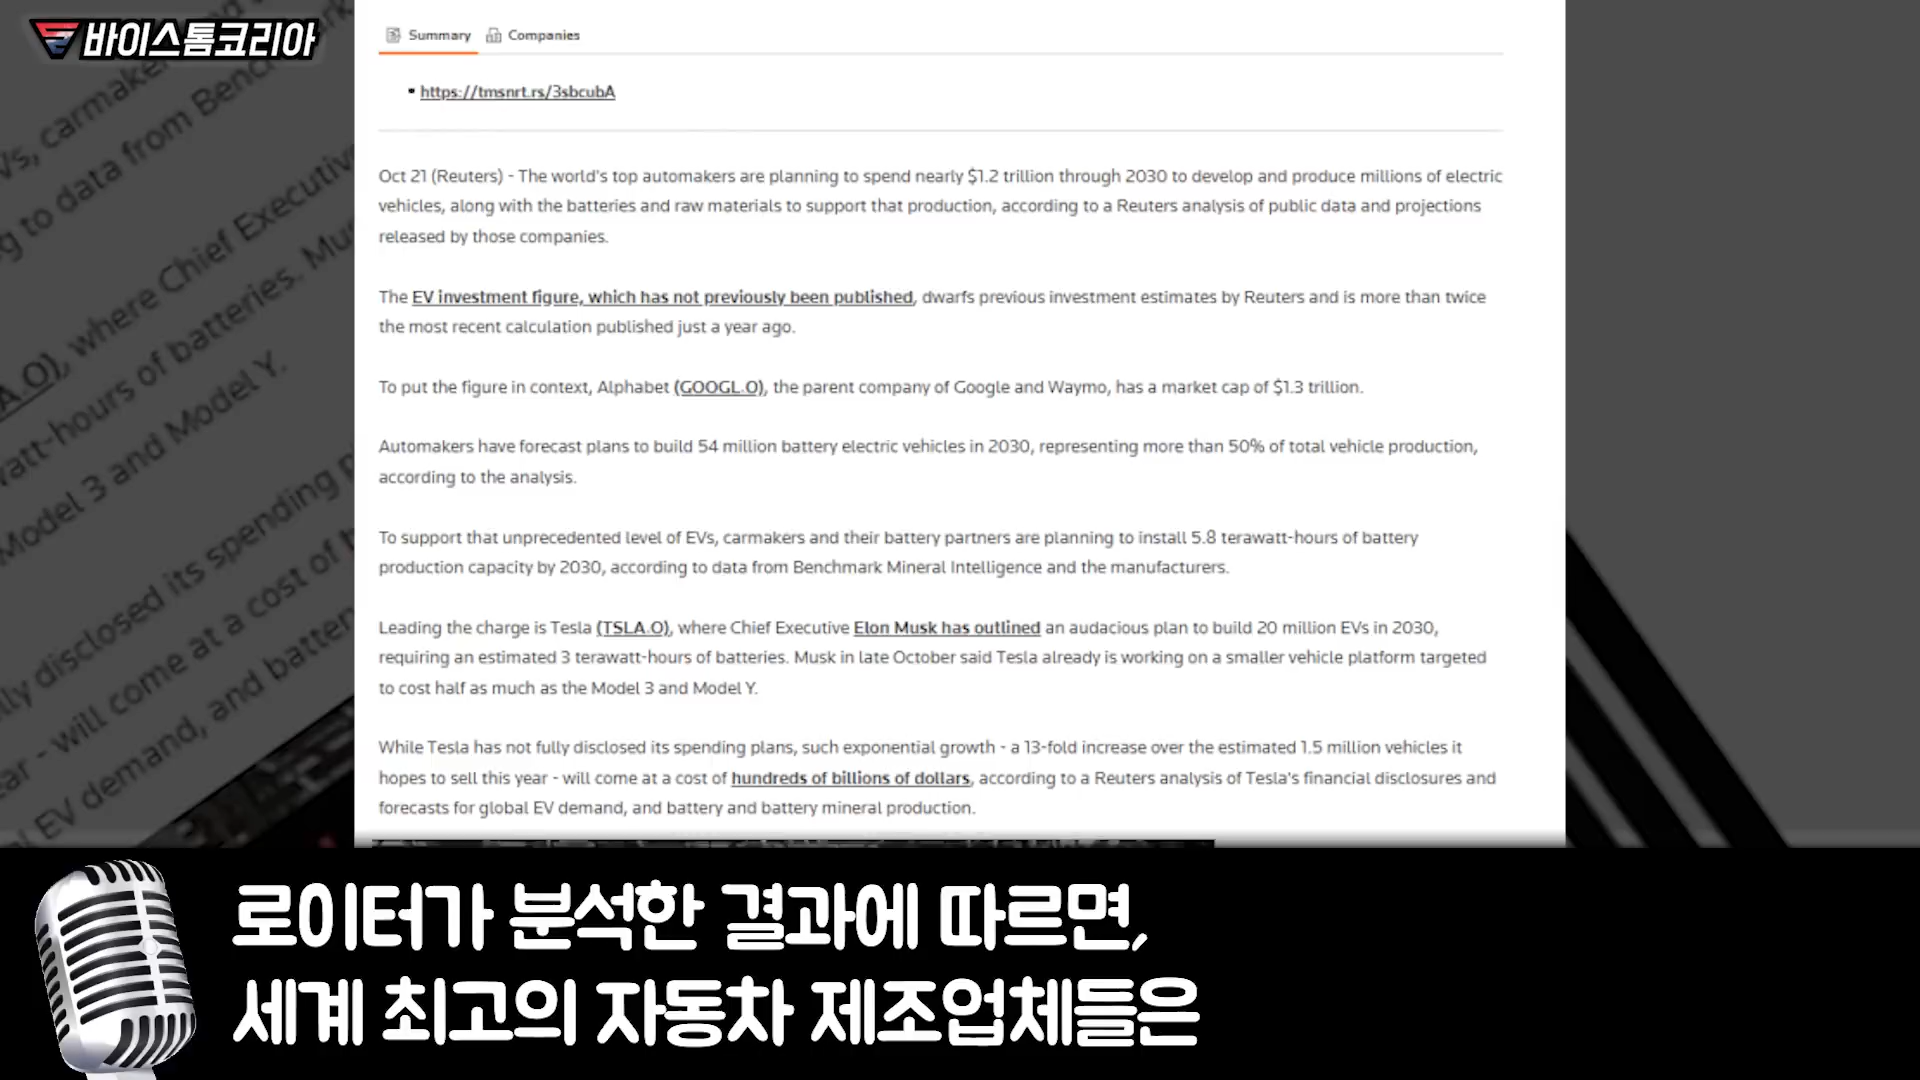 바이스톰코리아
Summary Companies
https://tmsnrt.rs/3sbcubA
Oct 21 (Reuters) - The world's top automakers are planning to spend nearly $1.2 trillion through 2030 to develop and produce millions of electric
vehicles, along with the batteries and raw materials to support that production, according to a Reuters analysis of public data and projections
released by those companies.
The EV investment figure, which has not previously been published, dwarfs previous investment estimates by Reuters and is more than twice
the most recent calculation published just a year ago.
To put the figure in context, Alphabet (GOOGL.O), the parent company of Google and Waymo, has a market cap of $1.3 trillion.
Automakers have forecast plans to build 54 million battery electric vehicles in 2030, representing more than 50% of total vehicle production,
according to the analysis.
To support that unprecedented level of EVs, carmakers and their battery partners are planning to install 5.8 terawatt-hours of battery
production capacity by 2030, according to data from Benchmark Mineral Intelligence and the manufacturers.
Leading the charge is Tesla (TSLA.O), where Chief Executive Elon Musk has outlined an audacious plan to build 20 million EVs in 2030,
requiring an estimated 3 terawatt-hours of batteries. Musk in late October said Tesla already is working on a smaller vehicle platform targeted
to cost half as much as the Model 3 and Model Y.
While Tesla has not fully disclosed its spending plans, such exponential growth - a 13-fold increase over the estimated 1.5 million vehicles it
hopes to sell this year - will come at a cost of hundreds of billions of dollars, according to a Reuters analysis of Tesla's financial disclosures and
forecasts for global EV demand, and battery and battery mineral production.
로이터가 분석한 결과에 따르면,
세계 최고의 자동차 제조업체들은